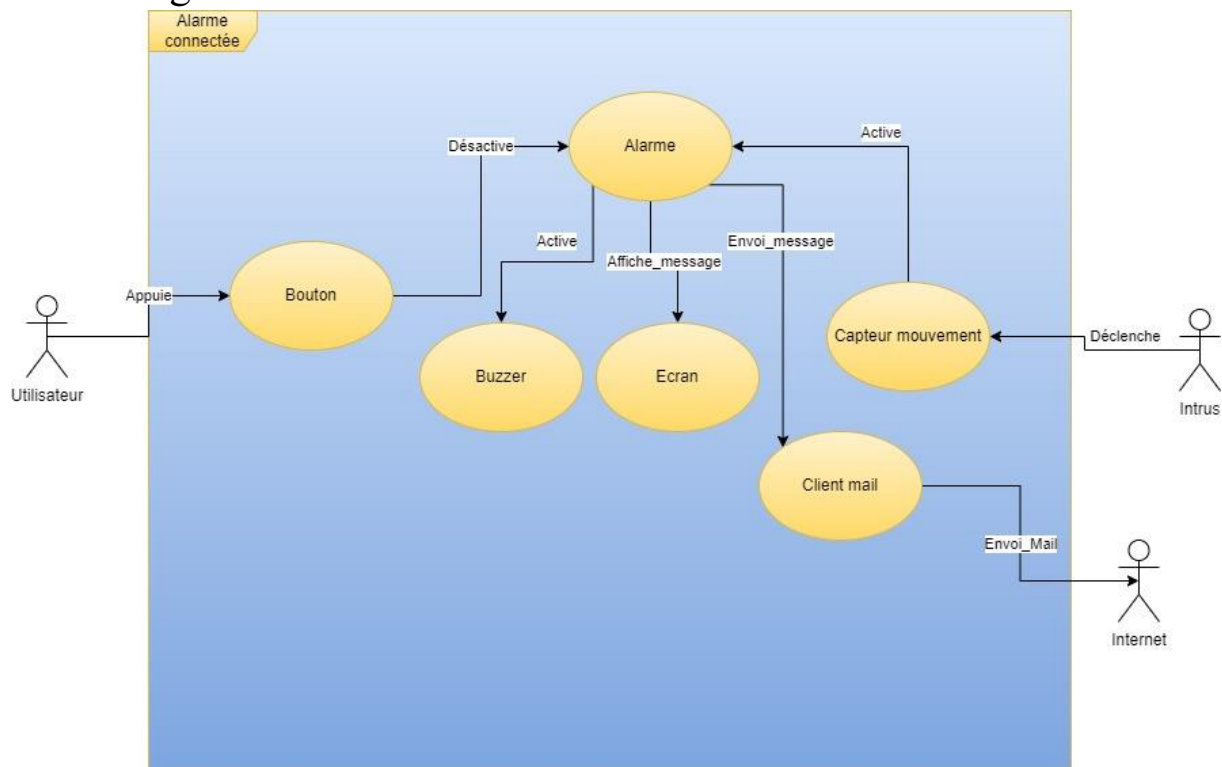 Alarme
connectée
Désactive
Alarme
Active
Active
Envoi_message
Affiche_message
Appuie
Bouton
Utilisateur
Buzzer
Ecran
Capteur mouvement
Déclenche
Intrus
Client mail
Envoi_Mail
Internet